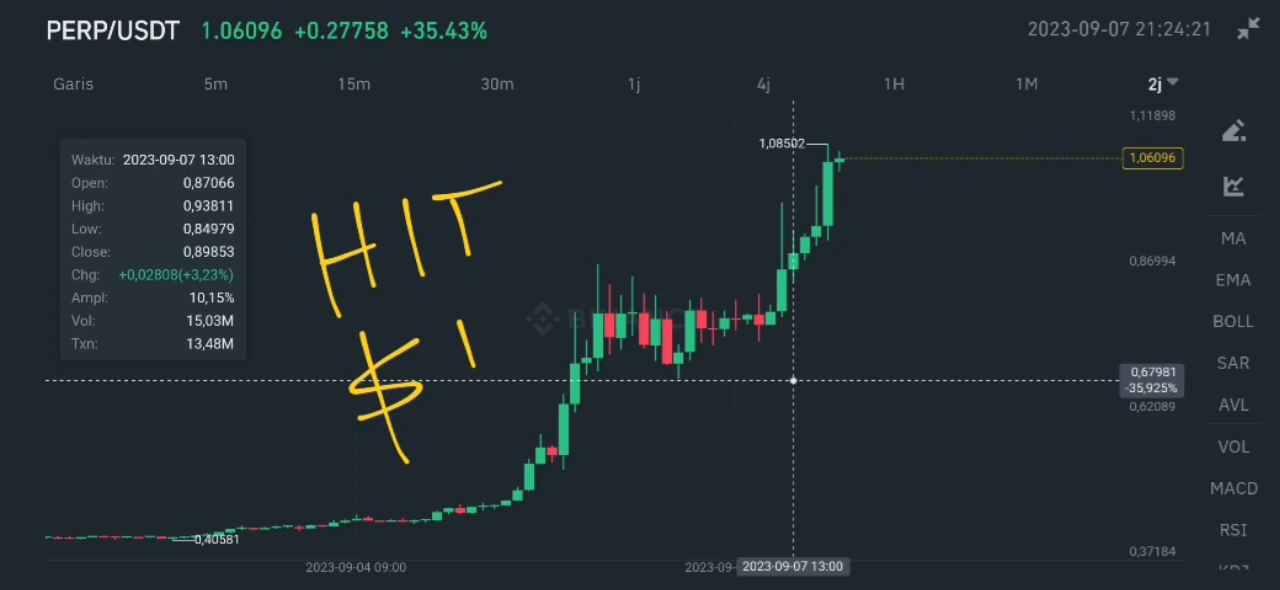 PERP/USDT 1.06096 +0.27758 +35.43% 2023-09-07 21:24:21
Garis 5m 15m 30m 1j 4j 1H 1M 2j
1,11898
Waktu: 2023-09-07 13:00
Open: 0,87066
High: 0,93811
Low: 0,84979
Close: 0,89853
Chg: +0,02808(+3,23%)
Ampl: 10,15%
Vol: 15,03M
Txn: 13,48M
HIT
$1
1,08502
1,06096
0,86994
0,67981
-35,925%
0,62089
0,40581
0,37184
2023-09-04 09:00 2023-09- 2023-09-07 13:00
MA
EMA
BOLL
SAR
AVL
VOL
MACD
RSI